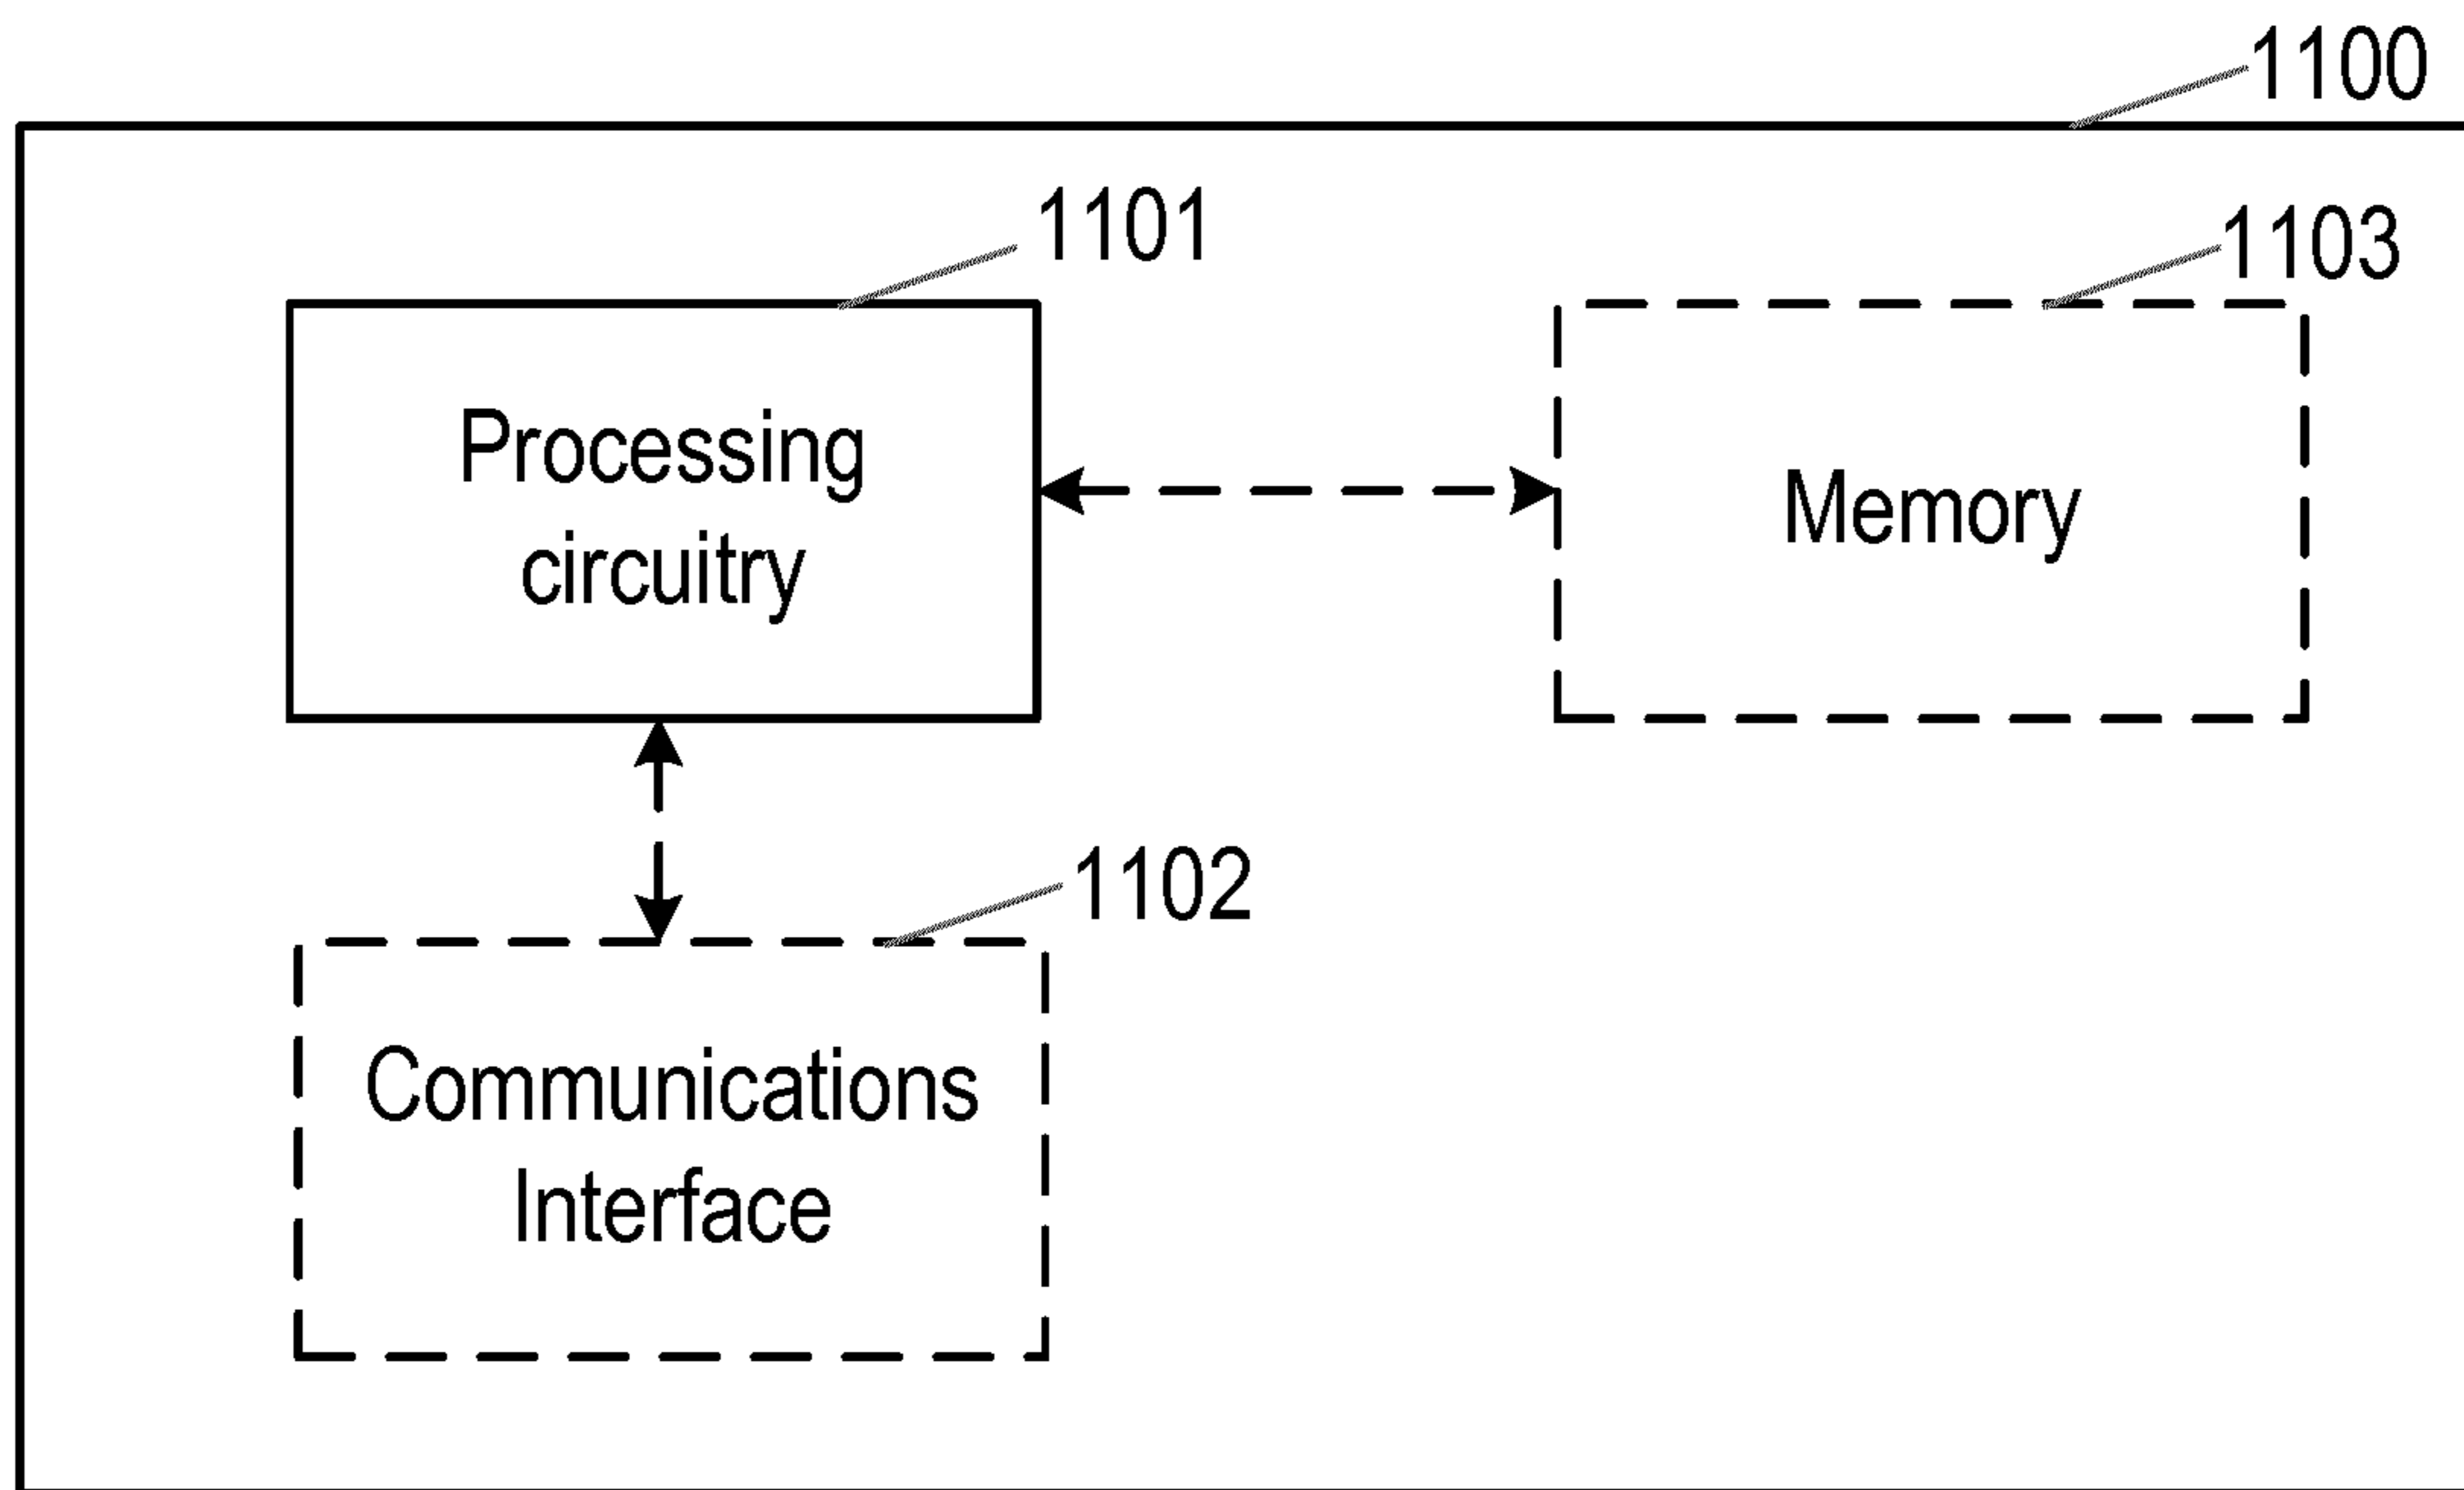 1100
1101
1103
Processing
circuitry
Memory
1102
Communications
Interface